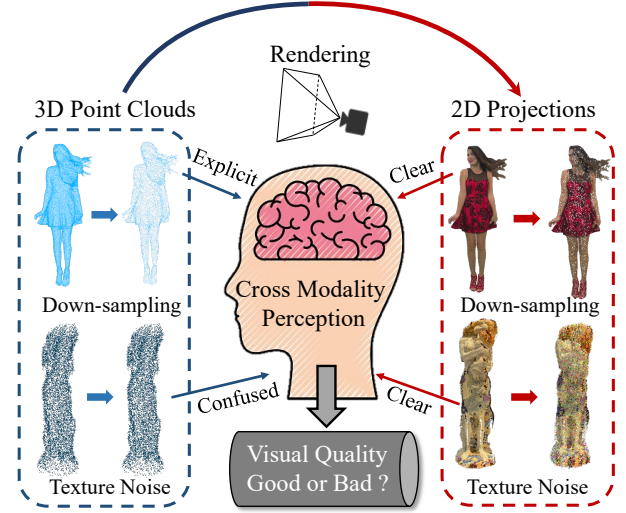 Rendering
3D Point Clouds
2D Projections
Explicit
Clear
Down-sampling
Cross Modality
Perception
Down-sampling
Confused
Clear
Texture Noise
Visual Quality
Good or Bad ?
Texture Noise